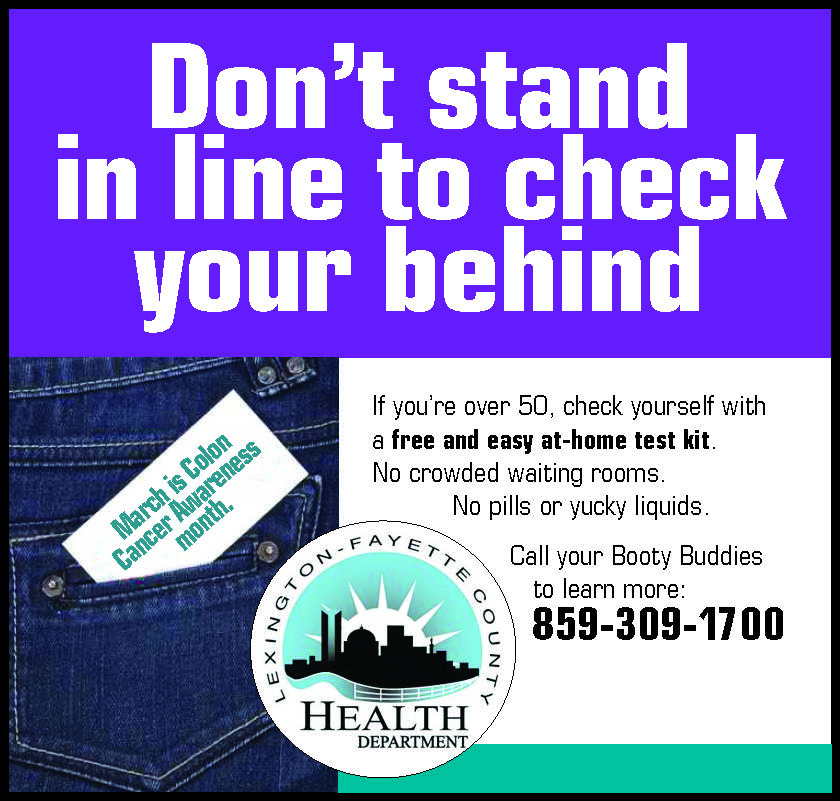 Don't stand
in line to check
your behind
March is Colon
Cancer Awareness
month.
If you're over 50, check yourself with
a free and easy at-home test kit.
No crowded waiting rooms.
No pills or yucky liquids.
Call your Booty Buddies
to learn more:
859-309-1700
LEXINGTON-FAYETTE COUNTY
HEALTH
DEPARTMENT